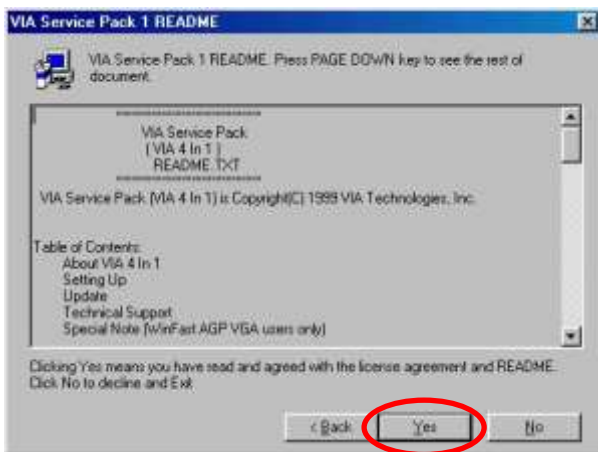 VIA Service Pack 1 README
VIA Service Pack 1 README. Press PAGE DOWN key to see the rest of
document.
====================
VIA Service Pack
( VIA 4 In 1 )
README.TXT
====================
VIA Service Pack (VIA 4 In 1) is Copyright(C) 1999 VIA Technologies, Inc.
Table of Contents:
About VIA 4 In 1
Setting Up
Update
Technical Support
Special Note (WinFast AGP VGA users only)
Clicking Yes means you have read and agreed with the license agreement and README.
Click No to decline and Exit
< Back
Yes
No